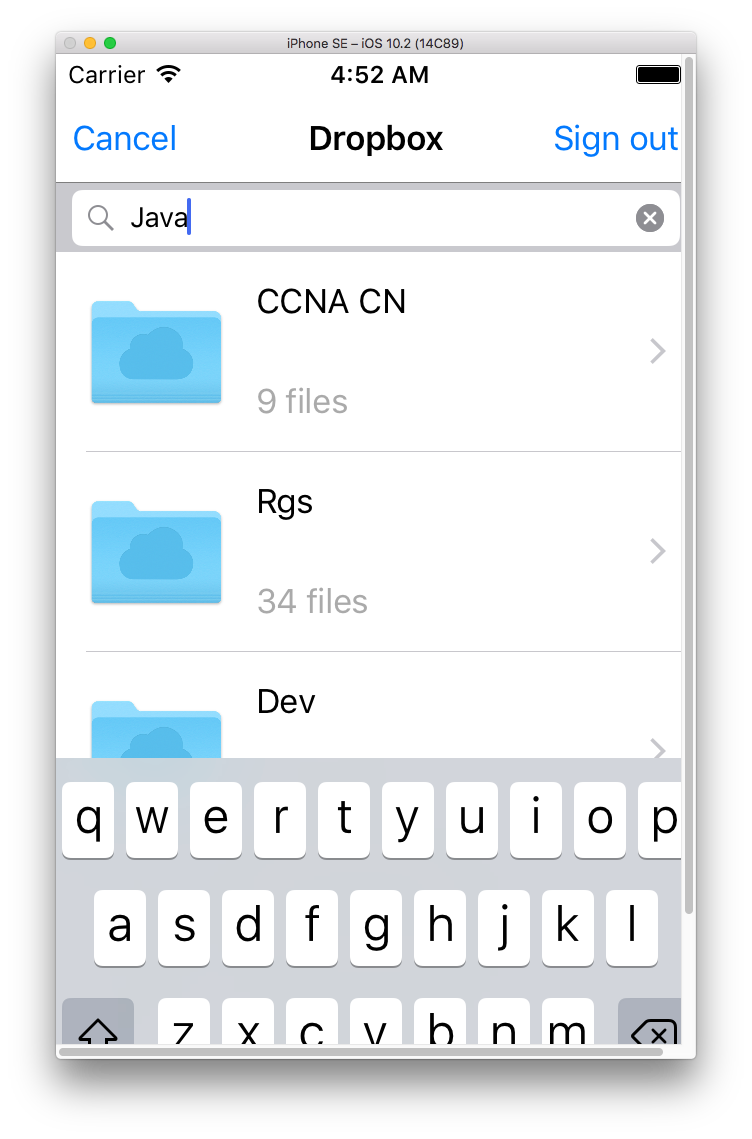 iPhone SE – iOS 10.2 (14C89)
Carrier 4:52 AM
Cancel Dropbox Sign out
Java
CCNA CN
9 files
Rgs
34 files
Dev
q w e r t y u i o p
a s d f g h j k l
z x c v b n m